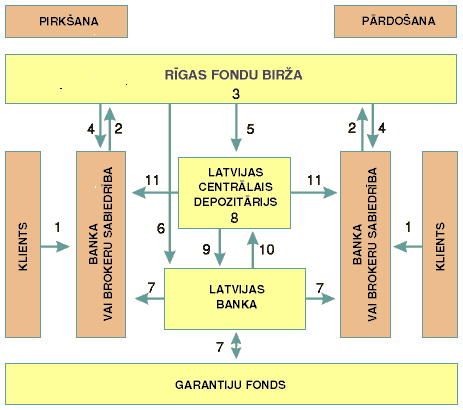 PIRKŠANA
PĀRDOŠANA
RĪGAS FONDU BIRŽA
3
4
2
5
2
4
KLIENTS
1
BANKA
VAI BROKERU SABIEDRĪBA
11
LATVIJAS
CENTRĀLAIS
DEPOZITĀRIJS
8
11
BANKA
VAI BROKERU SABIEDRĪBA
1
KLIENTS
6
9
10
7
LATVIJAS
BANKA
7
7
GARANTIJU FONDS